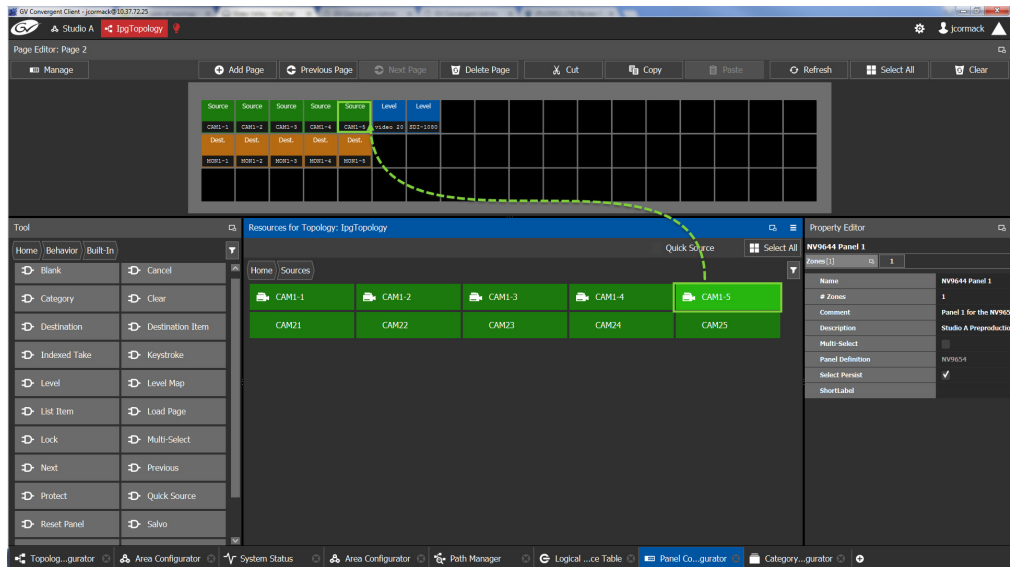 GV Convergent Client - jcormack@10.37.72.25
GV Studio A IpgTopology jcormack
Page Editor: Page 2
Manage Add Page Previous Page Next Page Delete Page Cut Copy Paste Refresh Select All Clear
Source Source Source Source Source Level Level
CAM1-1 CAM1-2 CAM1-3 CAM1-4 CAM1-5 video 20 SDI-1080
Dest. Dest. Dest. Dest. Dest.
MON1-1 MON1-2 MON1-3 MON1-4 MON1-5
Tool
Home Behavior Built-In
Blank Cancel
Category Clear
Destination Destination Item
Indexed Take Keystroke
Level Level Map
List Item Load Page
Lock Multi-Select
Next Previous
Protect Quick Source
Reset Panel Salvo
Resources for Topology: IpgTopology
Quick Source Select All
Home Sources
CAM1-1 CAM1-2 CAM1-3 CAM1-4 CAM1-5
CAM21 CAM22 CAM23 CAM24 CAM25
Property Editor
NV9644 Panel 1
Zones[1] 1
Name NV9644 Panel 1
# Zones 1
Comment Panel 1 for the NV965
Description Studio A Preproductio
Multi-Select
Panel Definition NV9654
Select Persist
ShortLabel
Topolog...gurator Area Configurator System Status Area Configurator Path Manager Logical ...ce Table Panel Co...gurator Category...gurator